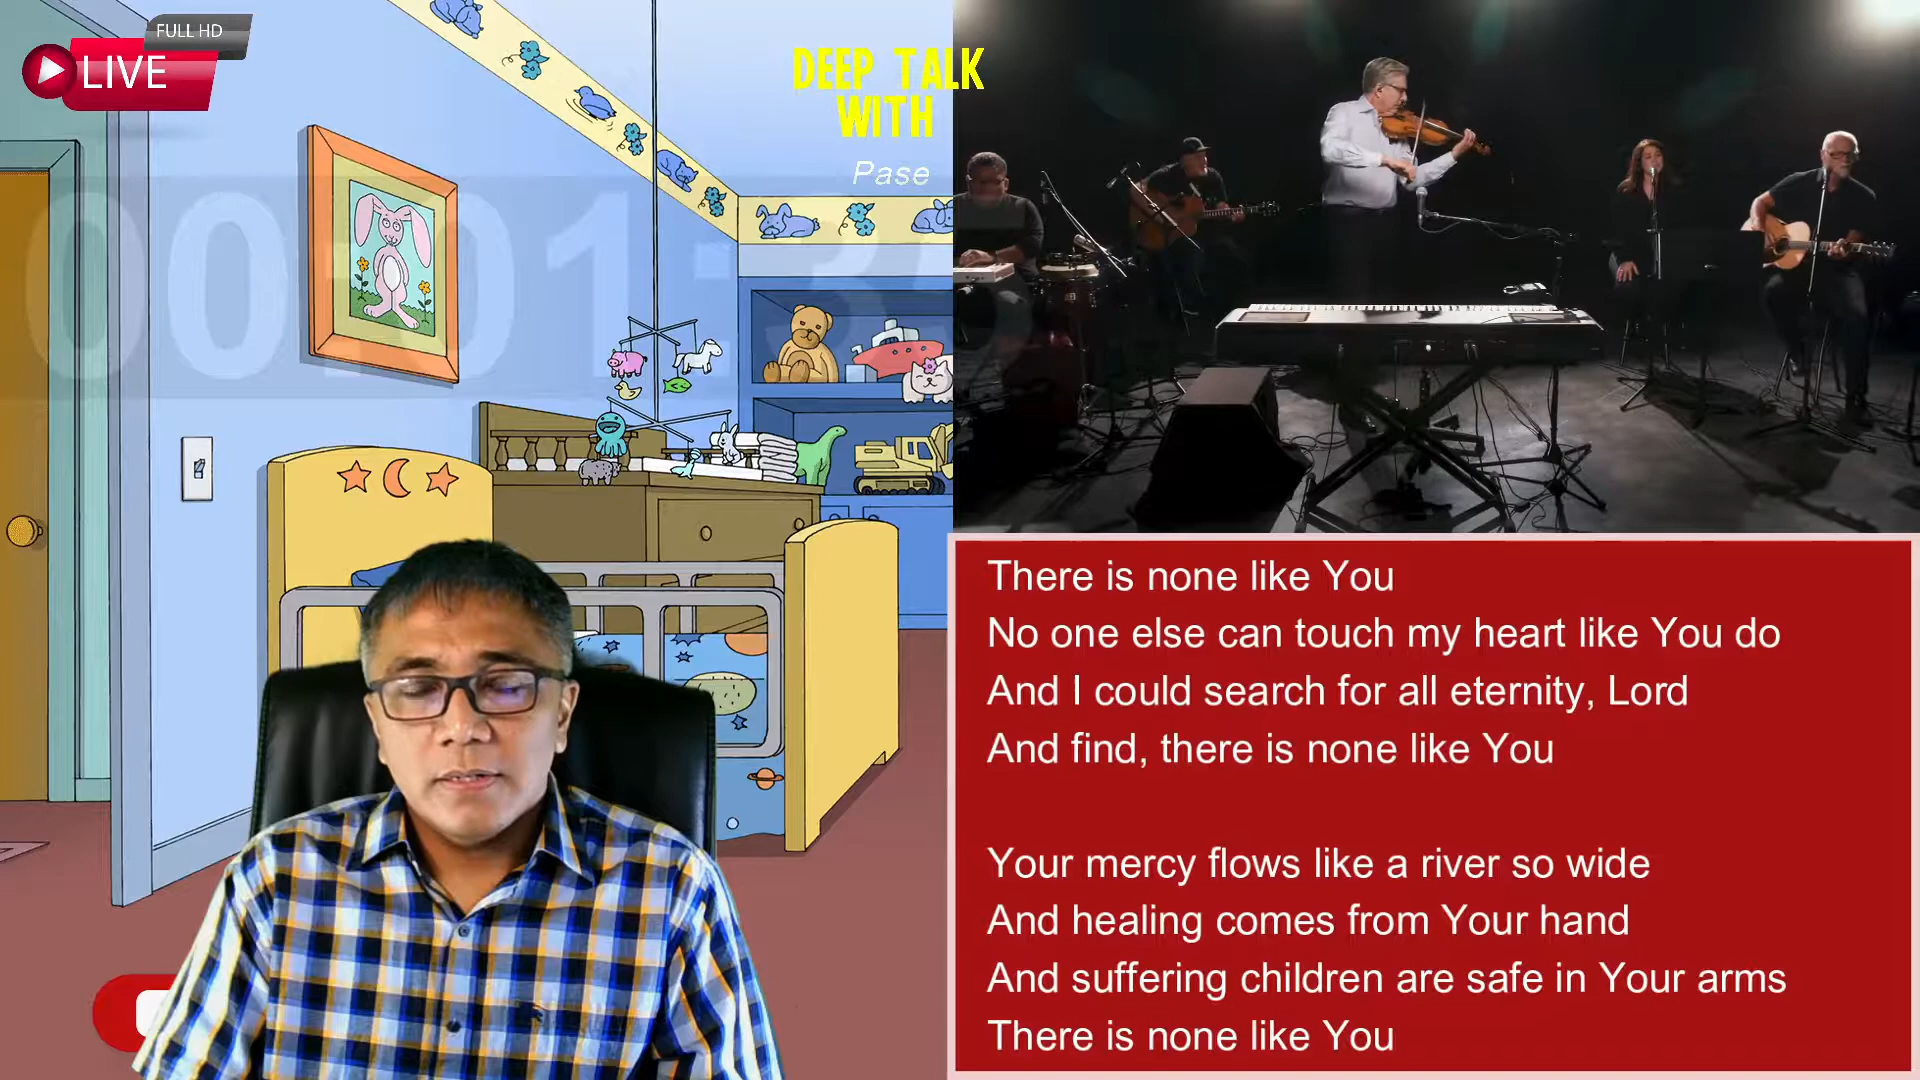 FULL HD
LIVE
DEEP TALK
WITH
Pase
There is none like You
No one else can touch my heart like You do
And I could search for all eternity, Lord
And find, there is none like You
Your mercy flows like a river so wide
And healing comes from Your hand
And suffering children are safe in Your arms
There is none like You